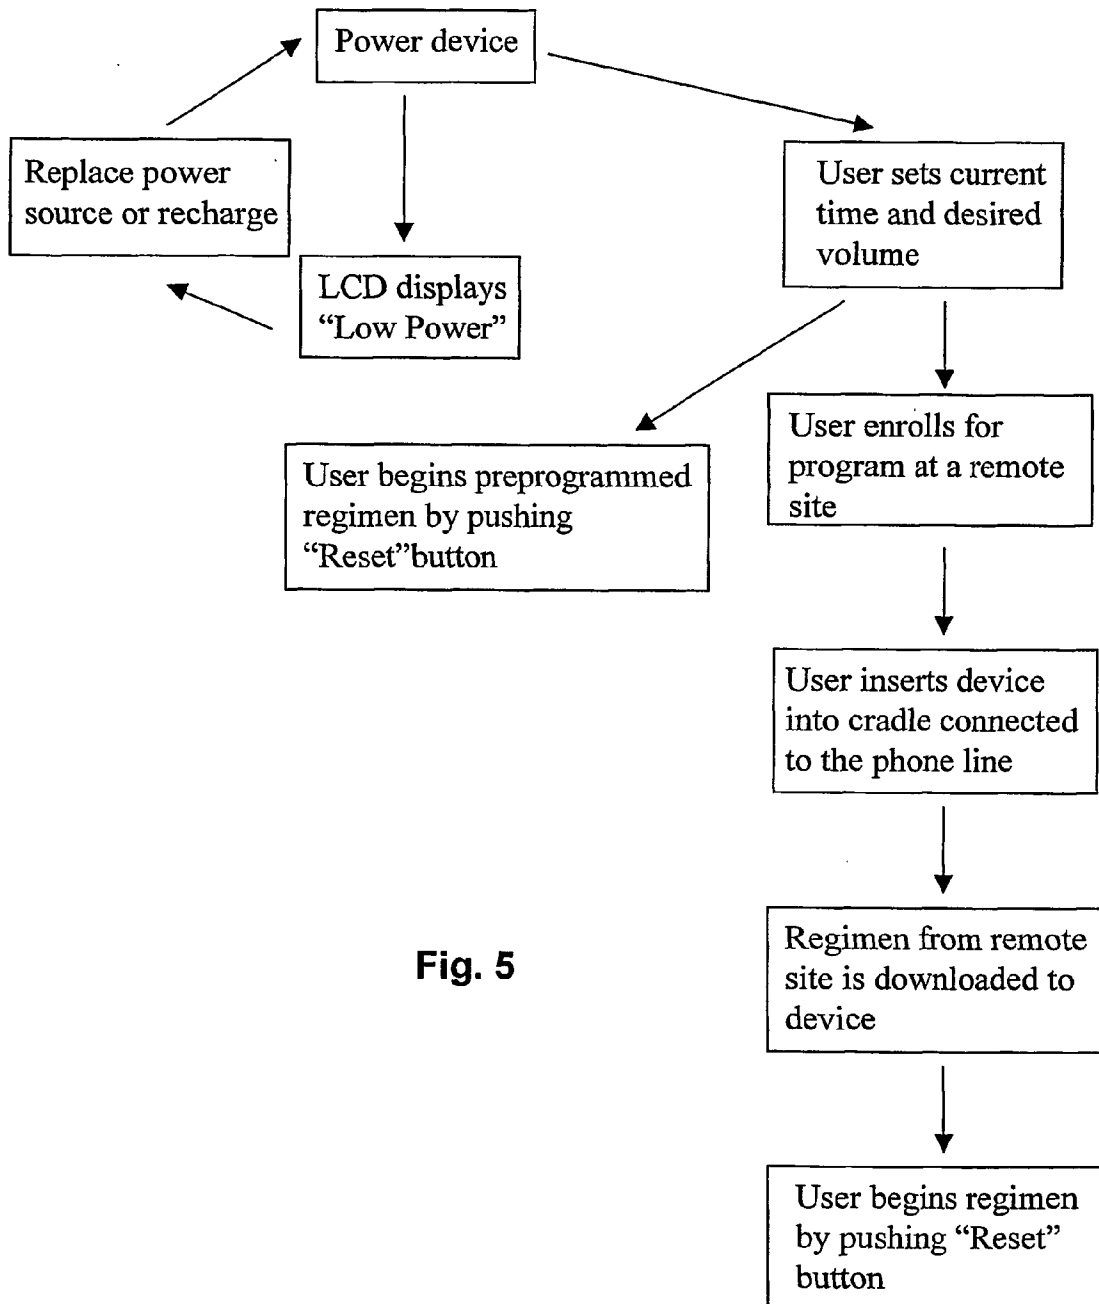 Power device
Replace power
source or recharge
User sets current
time and desired
volume
LCD displays
“Low Power”
User begins preprogrammed
regimen by pushing
“Reset”button
User enrolls for
program at a remote
site
User inserts device
into cradle connected
to the phone line
Regimen from remote
site is downloaded to
device
Fig. 5
User begins regimen
by pushing “Reset”
button